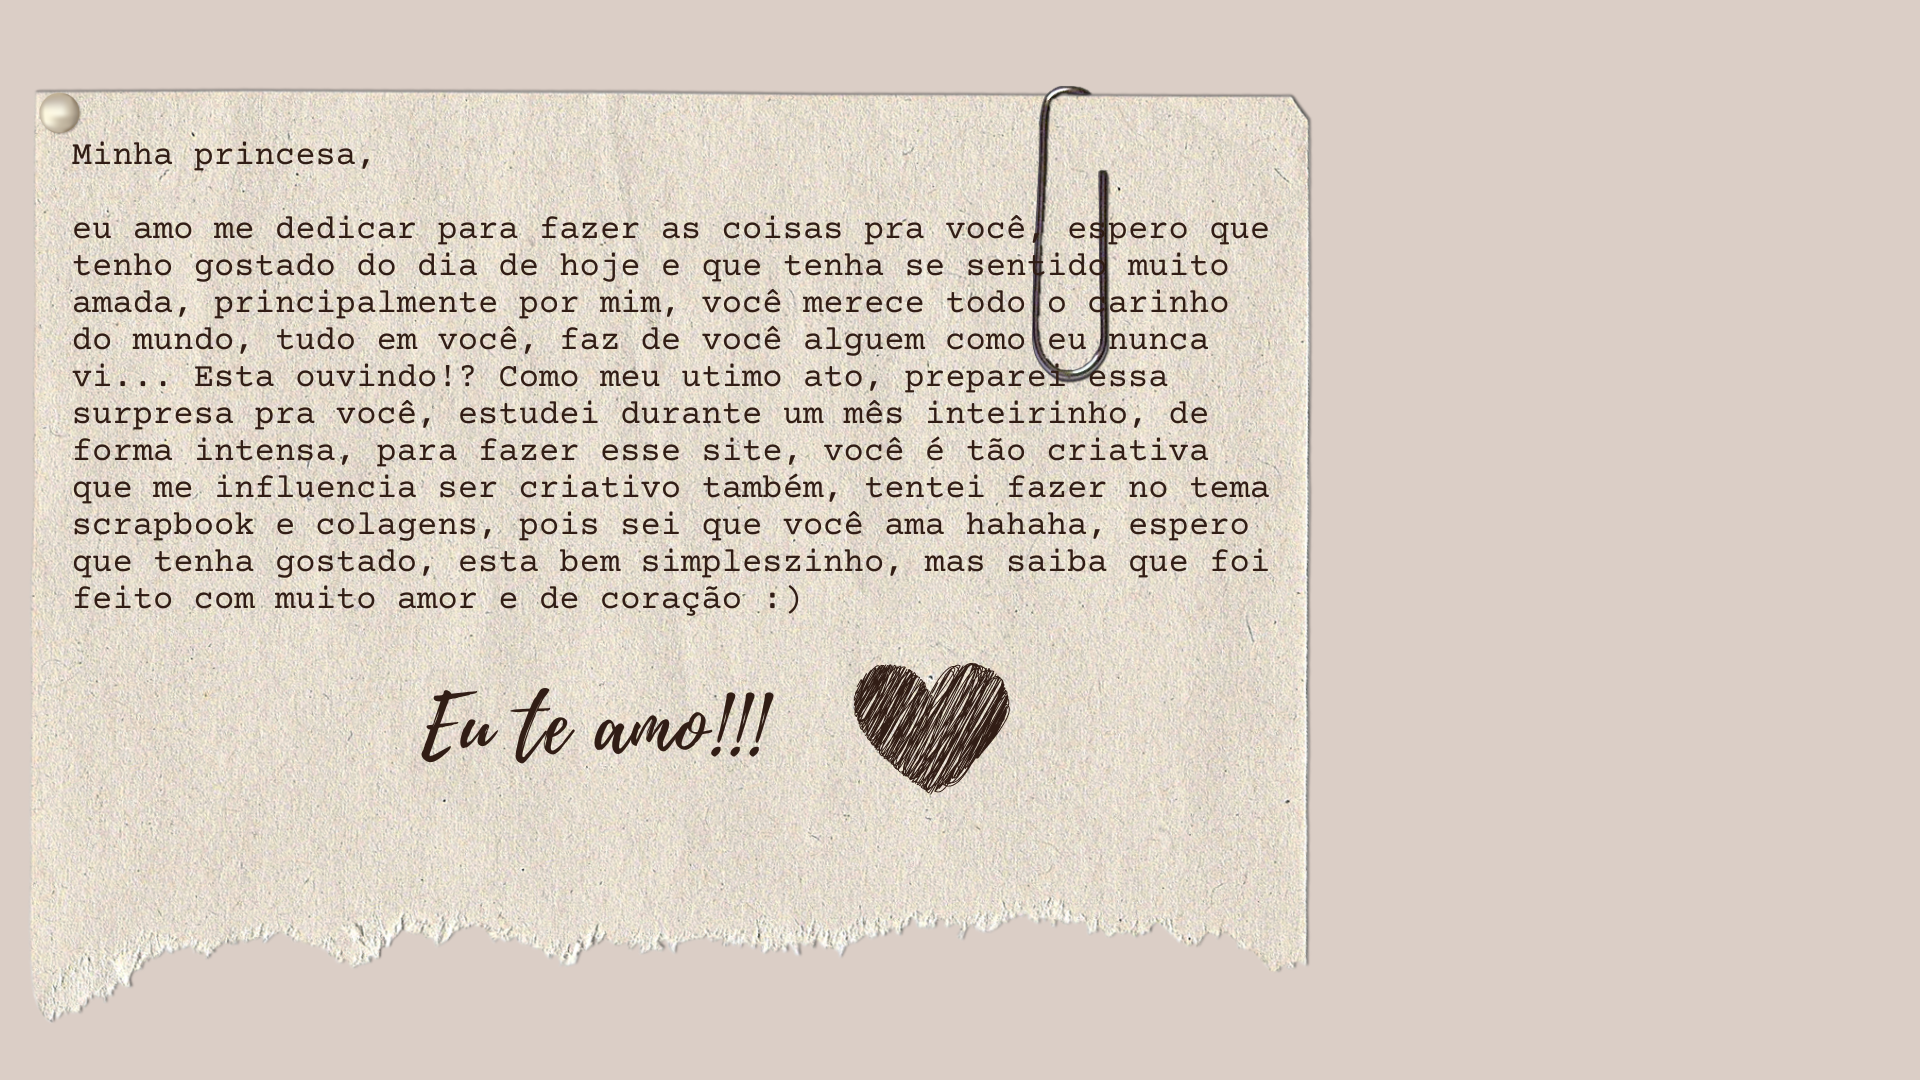 Minha princesa,
eu amo me dedicar para fazer as coisas pra você, espero que
tenho gostado do dia de hoje e que tenha se sentido muito
amada, principalmente por mim, você merece todo o carinho
do mundo, tudo em você, faz de você alguem como eu nunca
vi... Esta ouvindo!? Como meu utimo ato, preparei essa
surpresa pra você, estudei durante um mês inteirinho, de
forma intensa, para fazer esse site, você é tão criativa
que me influencia ser criativo também, tentei fazer no tema
scrapbook e colagens, pois sei que você ama hahaha, espero
que tenha gostado, esta bem simpleszinho, mas saiba que foi
feito com muito amor e de coração :)
Eu te amo!!!